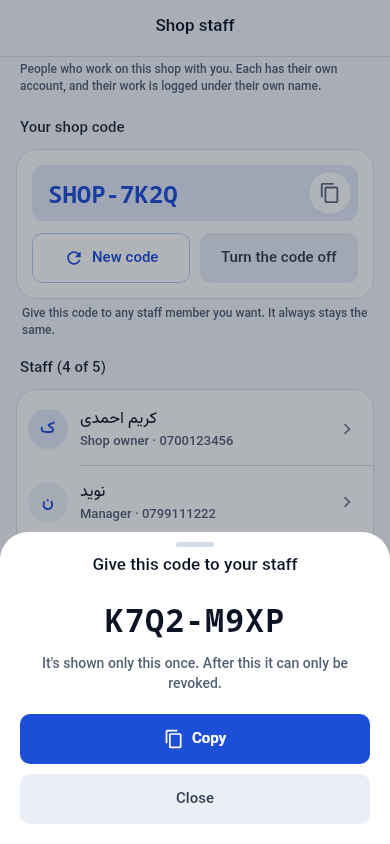 Shop staff
People who work on this shop with you. Each has their own
account, and their work is logged under their own name.
Your shop code
SHOP-7K2Q
New code
Turn the code off
Give this code to any staff member you want. It always stays the
same.
Staff (4 of 5)
ک
کریم احمدی
Shop owner · 0700123456
ن
نوید
Manager · 0799111222
Give this code to your staff
K7Q2-M9XP
It's shown only this once. After this it can only be
revoked.
Copy
Close